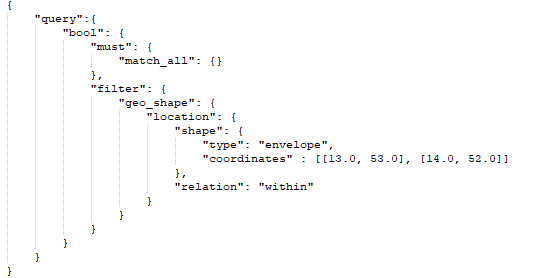 {
    "query":{
        "bool": {
            "must": {
                "match_all": {}
            },
            "filter": {
                "geo_shape": {
                    "location": {
                        "shape": {
                            "type": "envelope",
                            "coordinates" : [[13.0, 53.0], [14.0, 52.0]]
                        },
                        "relation": "within"
                    }
                }
            }
        }
    }
}